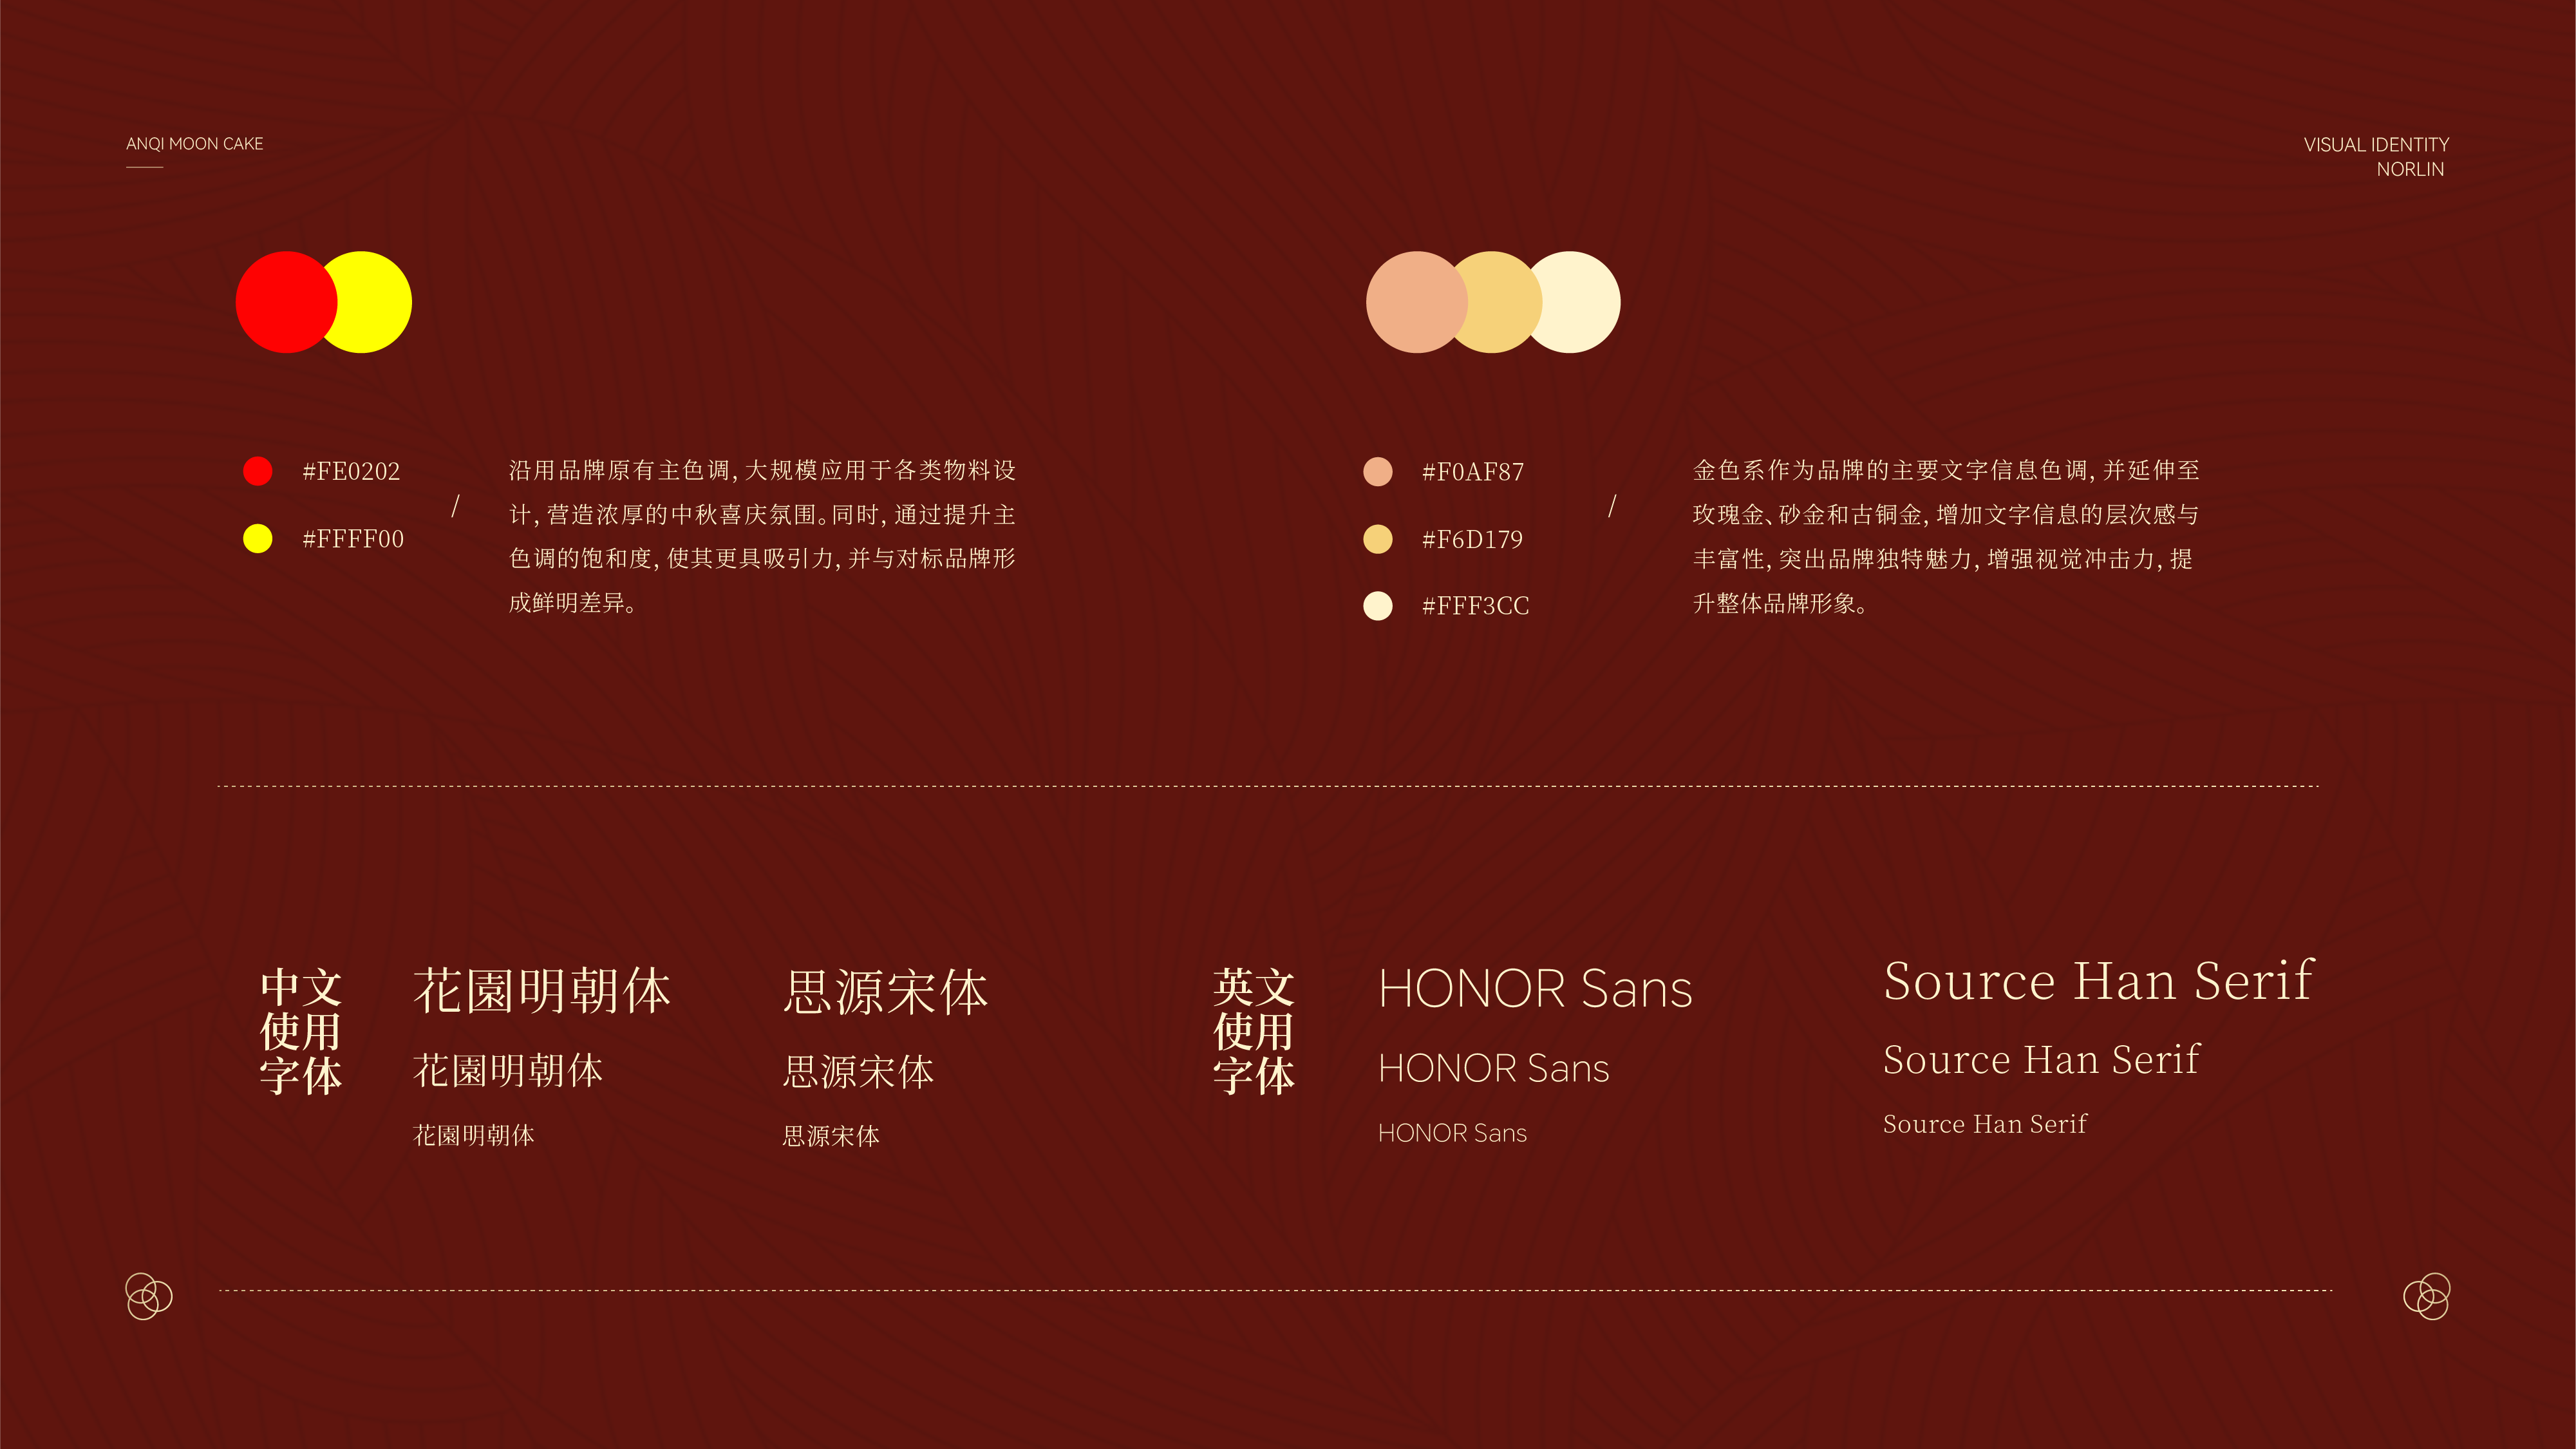 ANQI MOON CAKE
VISUAL IDENTITY
NORLIN
#FE0202
#FFFF00
/
沿用品牌原有主色调，大规模应用于各类物料设
计，营造浓厚的中秋喜庆氛围。同时，通过提升主
色调的饱和度，使其更具吸引力，并与对标品牌形
成鲜明差异。
#F0AF87
#F6D179
#FFF3CC
/
金色系作为品牌的主要文字信息色调，并延伸至
玫瑰金、砂金和古铜金，增加文字信息的层次感与
丰富性，突出品牌独特魅力，增强视觉冲击力，提
升整体品牌形象。
中文
使用
字体
花園明朝体
花園明朝体
花園明朝体
思源宋体
思源宋体
思源宋体
英文
使用
字体
HONOR Sans
HONOR Sans
HONOR Sans
Source Han Serif
Source Han Serif
Source Han Serif